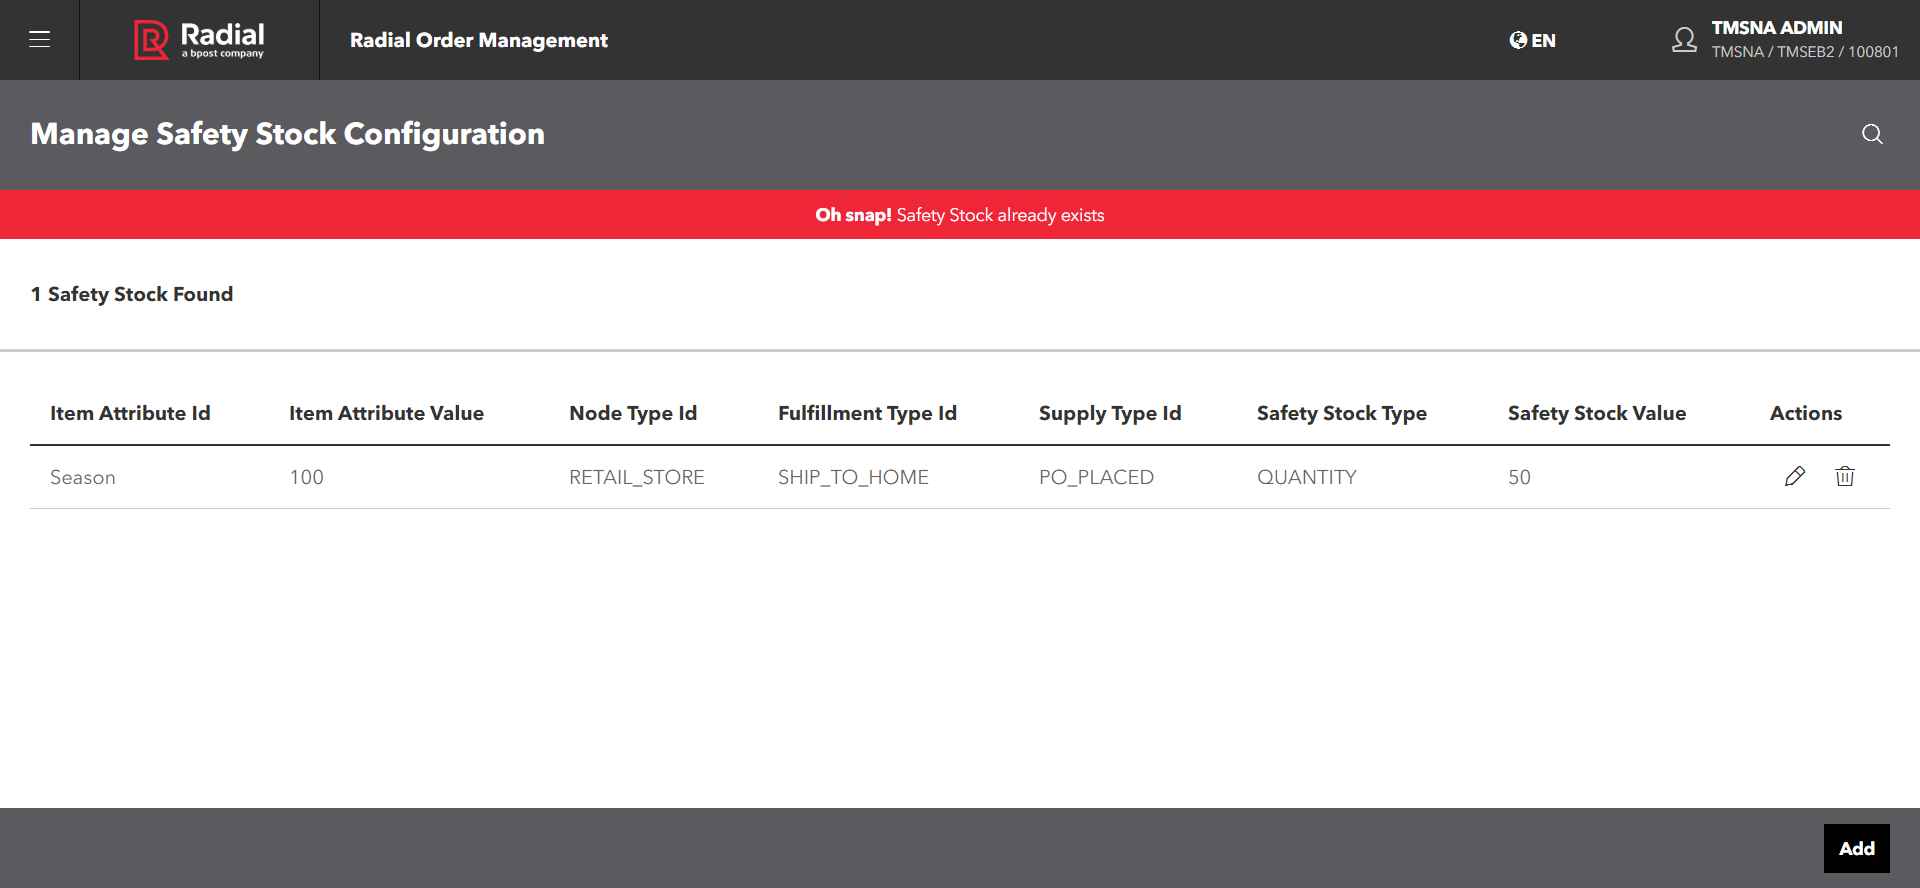 Radial
a bpost company
Radial Order Management
EN
TMSNA ADMIN
TMSNA / TMSEB2 / 100801
Manage Safety Stock Configuration
Oh snap! Safety Stock already exists
1 Safety Stock Found
Item Attribute Id Item Attribute Value Node Type Id Fulfillment Type Id Supply Type Id Safety Stock Type Safety Stock Value Actions
Season 100 RETAIL_STORE SHIP_TO_HOME PO_PLACED QUANTITY 50
Add